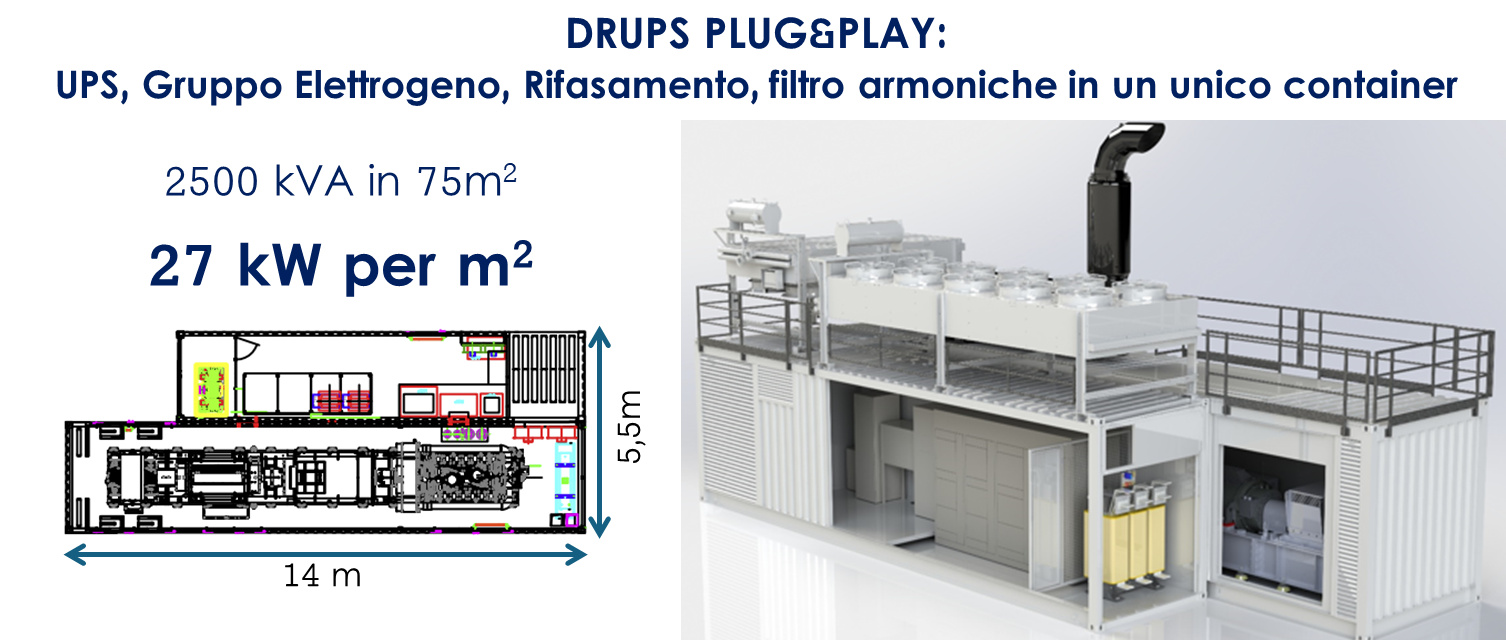 DRUPS PLUG&PLAY:
UPS, Gruppo Elettrogeno, Rifasamento, filtro armoniche in un unico container
2500 kVA in 75m²
27 kW per m²
5,5m
14 m